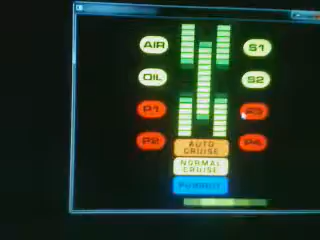 AIR
S1
OIL
S2
P1
P3
P2
P4
AUTO
CRUISE
NORMAL
CRUISE
PURSUIT